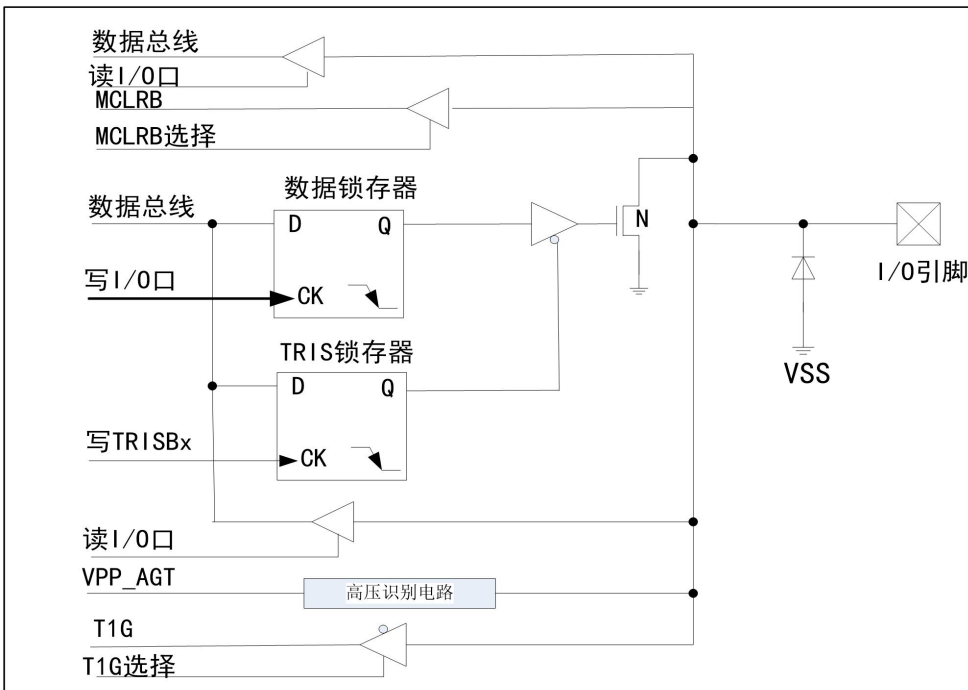 数据总线
读I/O口
MCLRB
MCLRB选择
数据锁存器
数据总线
D
Q
N
I/O引脚
写I/O口
CK
TRIS锁存器
VSS
D
Q
写TRISBx
CK
读I/O口
VPP_AGT
高压识别电路
T1G
T1G选择